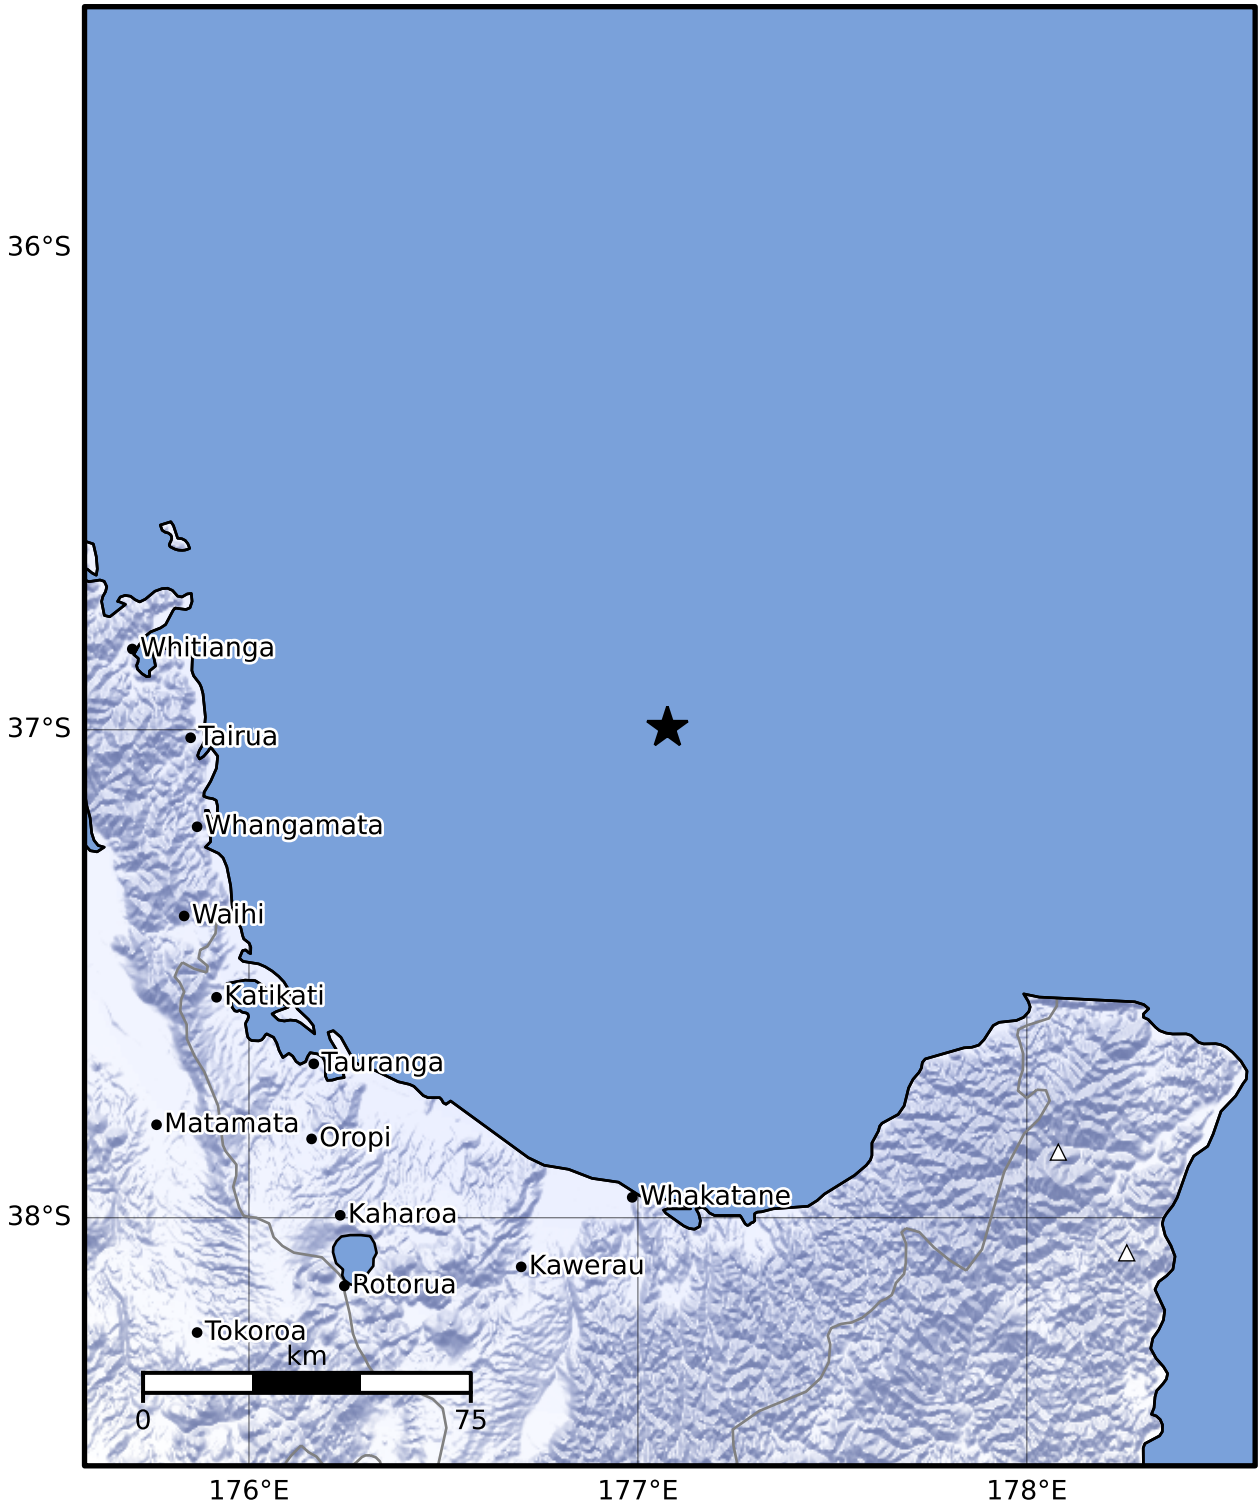 36°S
Whitianga
37°S
Tairua
Whangamata
Waihi
Katikati
Tauranga
Matamata
Oropi
Whakatane
38°S
Kaharoa
Kawerau
Rotorua
Tokoroa
km
0
75
176°E
177°E
178°E